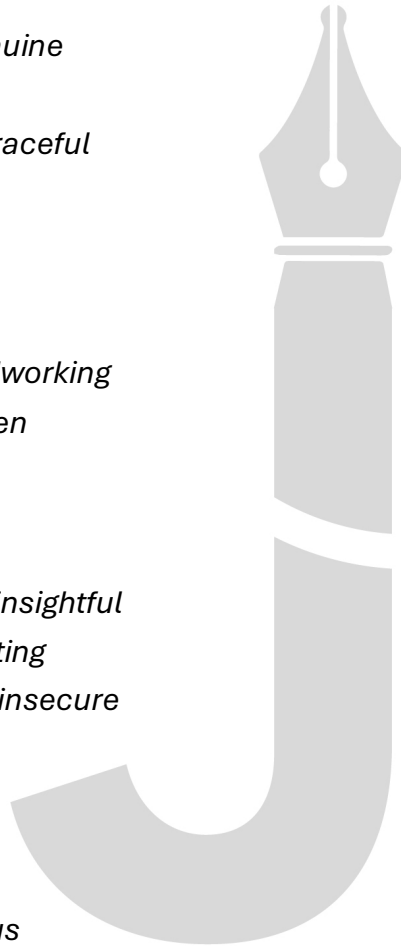 uine
raceful
working
en
insightful
ting
insecure
us